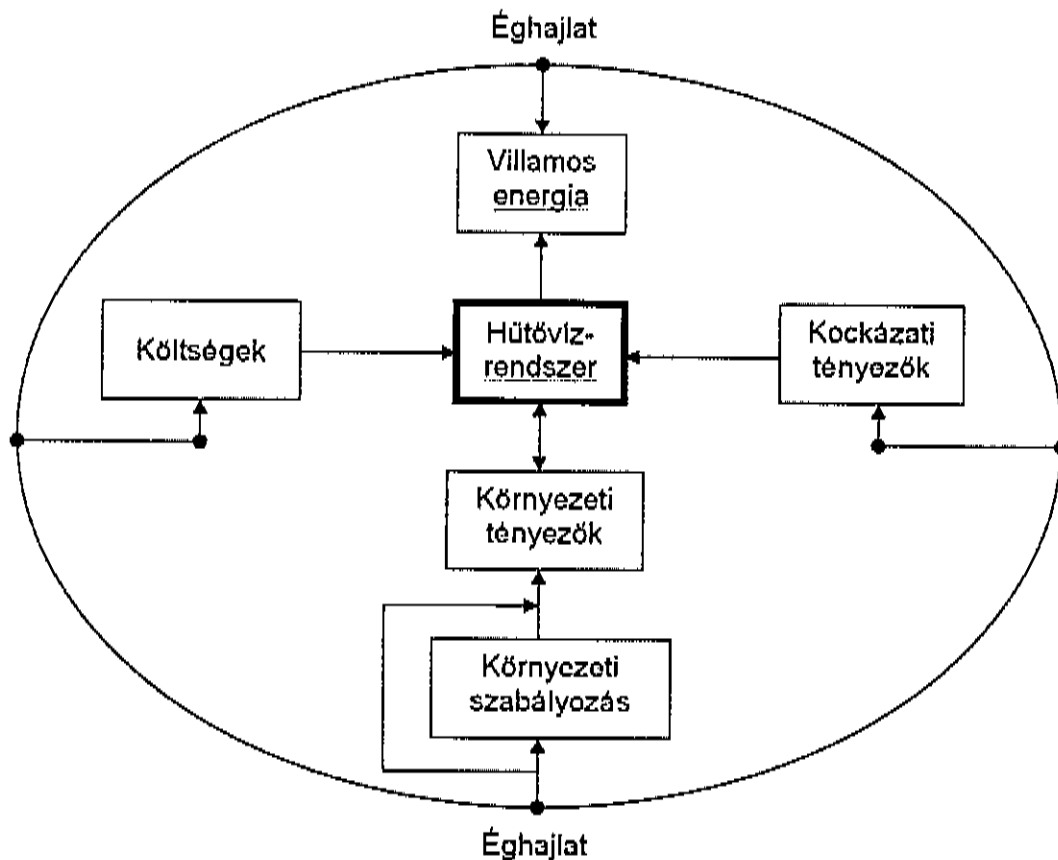 Éghajlat
Villamos
energia
Költségek
Hűtővíz-
rendszer
Kockázati
tényezők
Környezeti
tényezők
Környezeti
szabályozás
Éghajlat